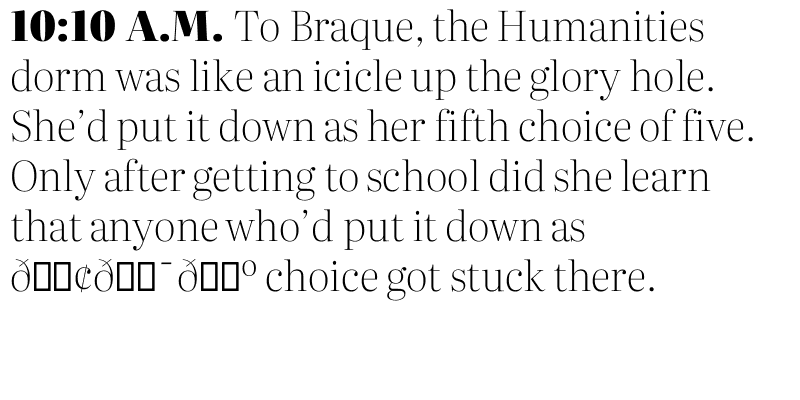 10:10 A.M. To Braque, the Humanities
dorm was like an icicle up the glory hole.
She’d put it down as her fifth choice of five.
Only after getting to school did she learn
that anyone who’d put it down as
choice got stuck there.